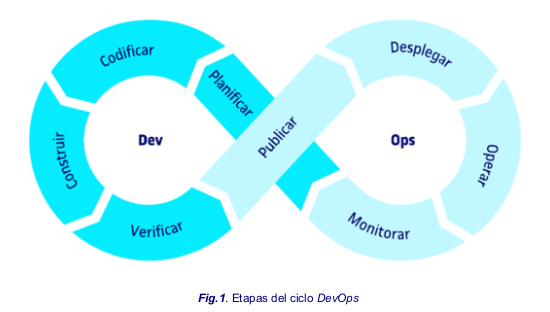 Codificar
Planificar
Construir
Dev
Verificar
Publicar
Desplegar
Ops
Operar
Monitorar
Fig.1. Etapas del ciclo DevOps